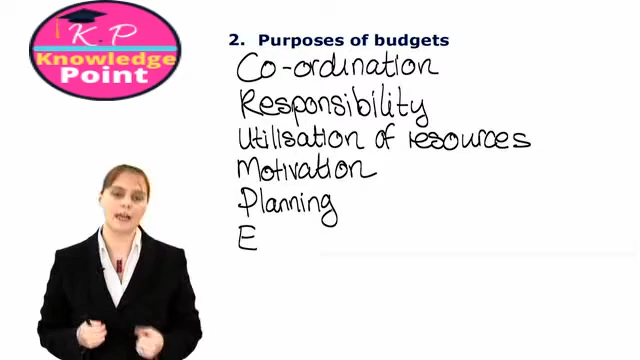 K.P
Knowledge
Point
2. Purposes of budgets
Co-ordination
Responsibility
Utilisation of resources
Motivation
Planning
E